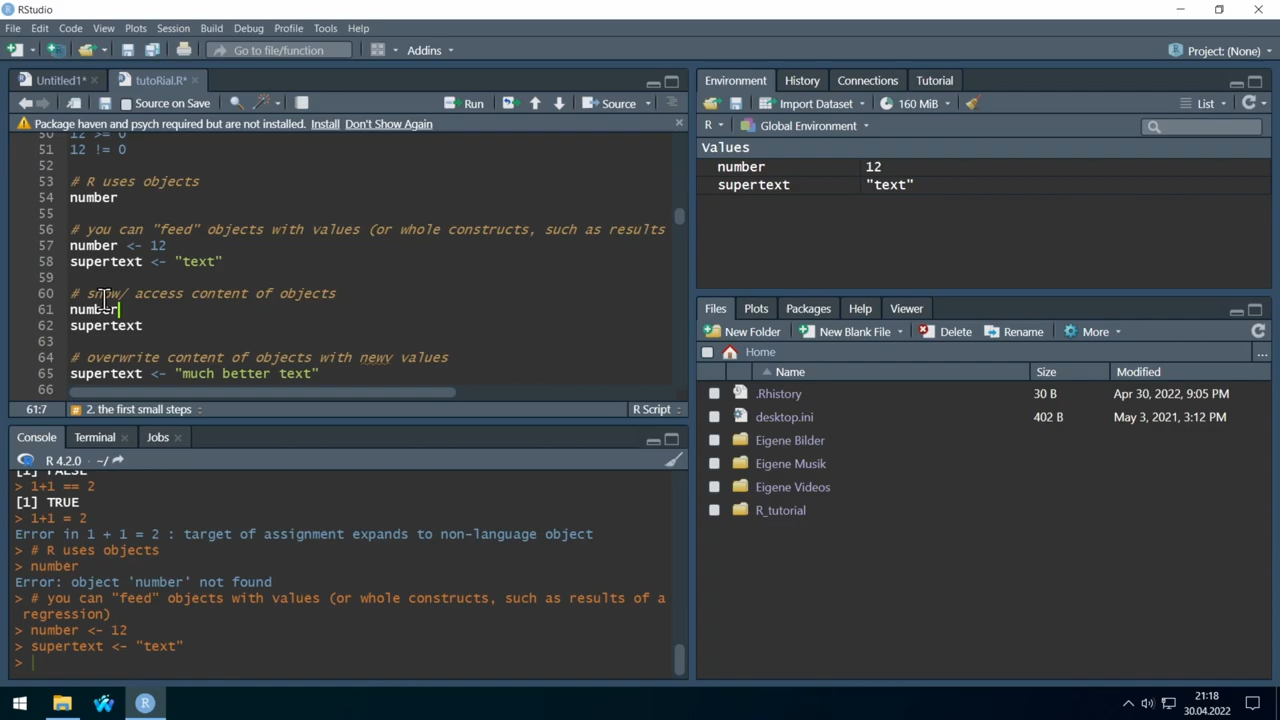 RStudio
File Edit Code View Plots Session Build Debug Profile Tools Help
Go to file/function Addins Project: (None)
Untitled1* tutoRial.R*
Source on Save Run Source
Package haven and psych required but are not installed. Install Don't Show Again
50 12 >= 0
51 12 != 0
52
53 # R uses objects
54 number
55
56 # you can "feed" objects with values (or whole constructs, such as results
57 number <- 12
58 supertext <- "text"
59
60 # show/ access content of objects
61 number
62 supertext
63
64 # overwrite content of objects with newv values
65 supertext <- "much better text"
66
61:7 # 2. the first small steps R Script
Console Terminal Jobs
R 4.2.0 · ~/
[1] FALSE
> 1+1 == 2
[1] TRUE
> 1+1 = 2
Error in 1 + 1 = 2 : target of assignment expands to non-language object
> # R uses objects
> number
Error: object 'number' not found
> # you can "feed" objects with values (or whole constructs, such as results of a
regression)
> number <- 12
> supertext <- "text"
>
Environment History Connections Tutorial
Import Dataset 160 MiB List
R Global Environment
Values
number 12
supertext "text"
Files Plots Packages Help Viewer
New Folder New Blank File Delete Rename More
Home ...
Name Size Modified
.Rhistory 30 B Apr 30, 2022, 9:05 PM
desktop.ini 402 B May 3, 2021, 3:12 PM
Eigene Bilder
Eigene Musik
Eigene Videos
R_tutorial
21:18
30.04.2022